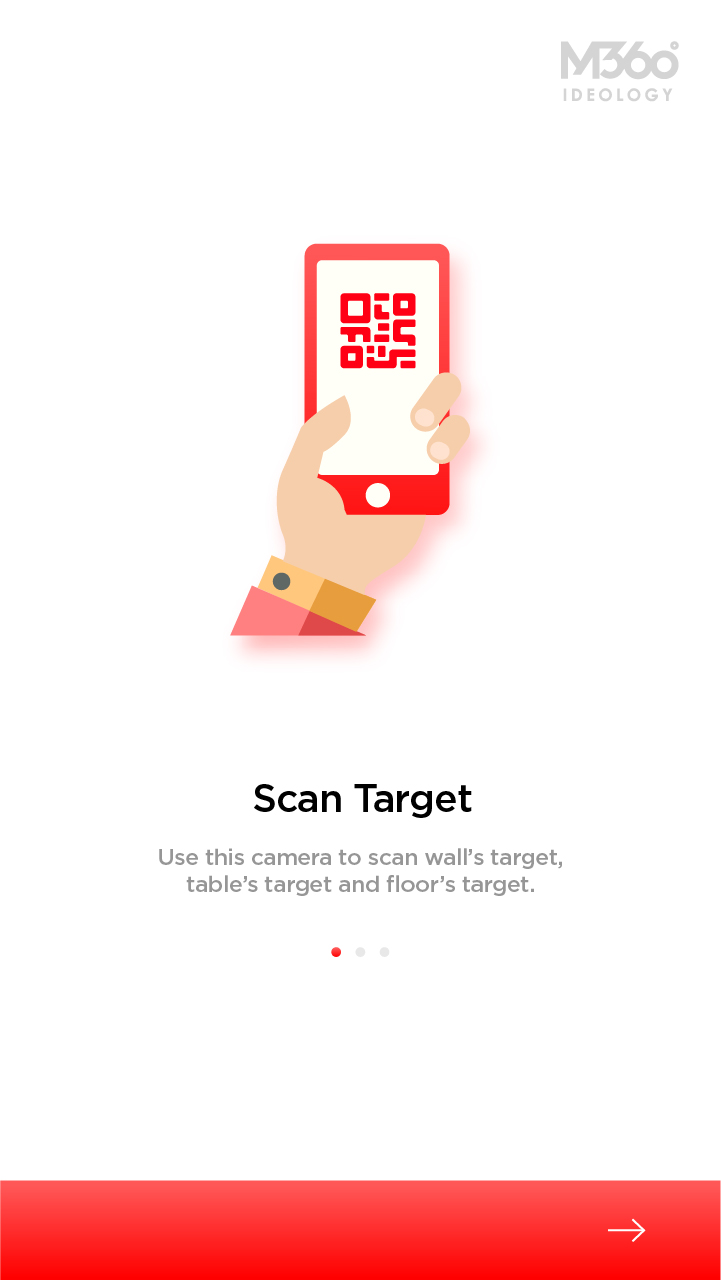 M360°
IDEOLOGY
Scan Target
Use this camera to scan wall’s target,
table’s target and floor’s target.